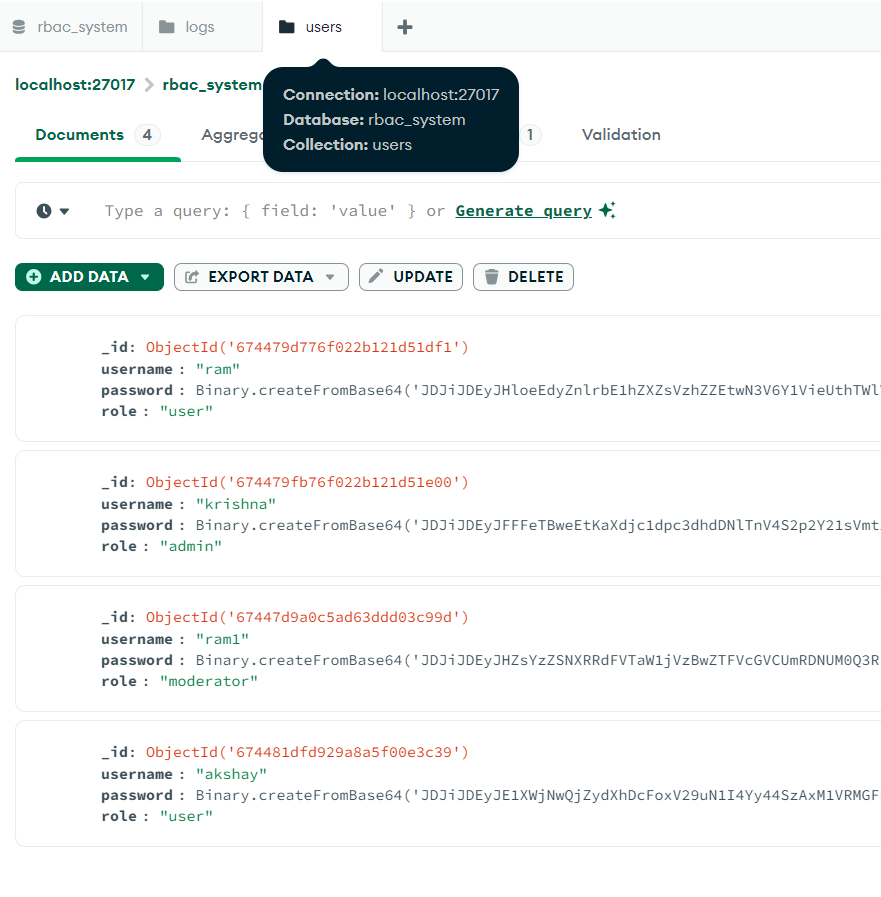 rbac_system logs users
localhost:27017 rbac_system
Connection: localhost:27017
Database: rbac_system
Collection: users
Documents 4 Aggrega 1 Validation
Type a query: { field: 'value' } or Generate query
ADD DATA EXPORT DATA UPDATE DELETE
_id: ObjectId('674479d776f022b121d51df1')
username : "ram"
password : Binary.createFromBase64('JDJiJDEyJHloeEdyZnlrbE1hZXZsVzhZZEtwN3V6Y1VieUthTWl
role : "user"
_id: ObjectId('674479fb76f022b121d51e00')
username : "krishna"
password : Binary.createFromBase64('JDJiJDEyJFFFeTBweEtKaXdjc1dpc3dhdDNlTnV4S2p2Y21sVmt
role : "admin"
_id: ObjectId('67447d9a0c5ad63ddd03c99d')
username : "ram1"
password : Binary.createFromBase64('JDJiJDEyJHZsYzZSNXRRdFVTaW1jVzBwZTFVcGVCUmRDNUM0Q3R
role : "moderator"
_id: ObjectId('674481dfd929a8a5f00e3c39')
username : "akshay"
password : Binary.createFromBase64('JDJiJDEyJE1XWjNwQjZydXhDcFoxV29uN1I4Yy44SzAxM1VRMGF
role : "user"